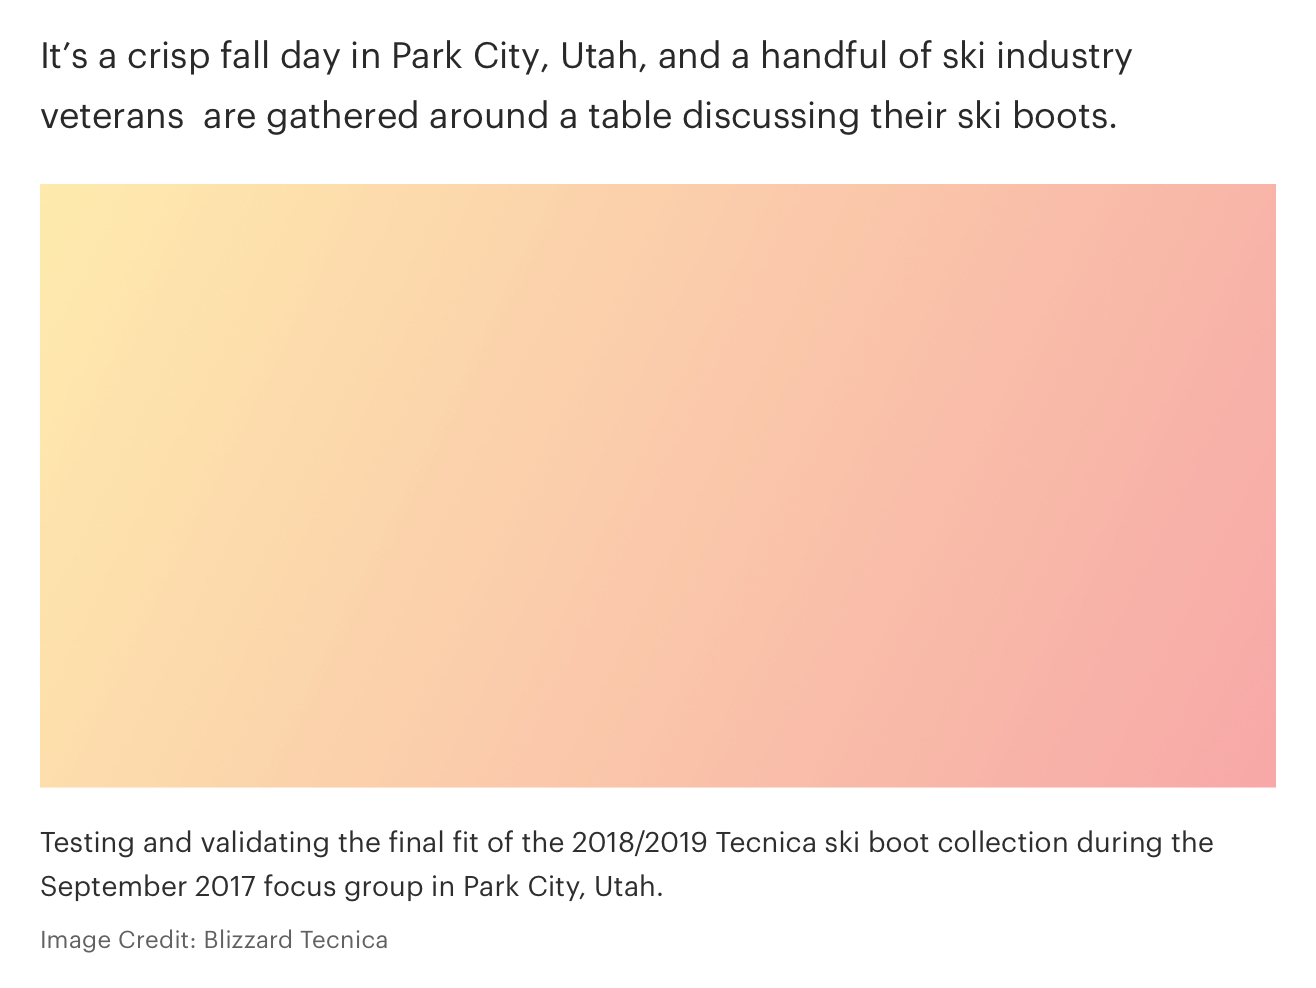 It’s a crisp fall day in Park City, Utah, and a handful of ski industry
veterans  are gathered around a table discussing their ski boots.
Testing and validating the final fit of the 2018/2019 Tecnica ski boot collection during the
September 2017 focus group in Park City, Utah.
Image Credit: Blizzard Tecnica